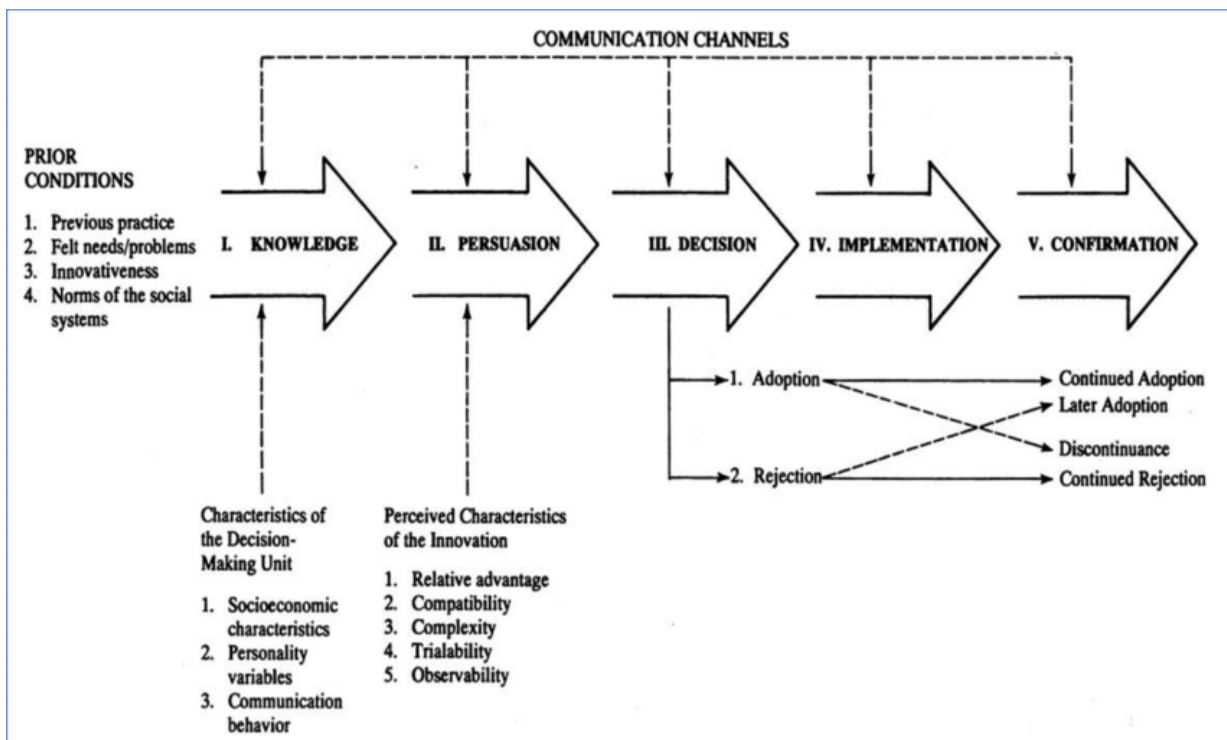 COMMUNICATION CHANNELS
PRIOR
CONDITIONS
1. Previous practice
2. Felt needs/problems
3. Innovativeness
4. Norms of the social
systems
I. KNOWLEDGE
II. PERSUASION
III. DECISION
IV. IMPLEMENTATION
V. CONFIRMATION
1. Adoption
2. Rejection
Continued Adoption
Later Adoption
Discontinuance
Continued Rejection
Characteristics of
the Decision-
Making Unit
1. Socioeconomic
characteristics
2. Personality
variables
3. Communication
behavior
Perceived Characteristics
of the Innovation
1. Relative advantage
2. Compatibility
3. Complexity
4. Trialability
5. Observability